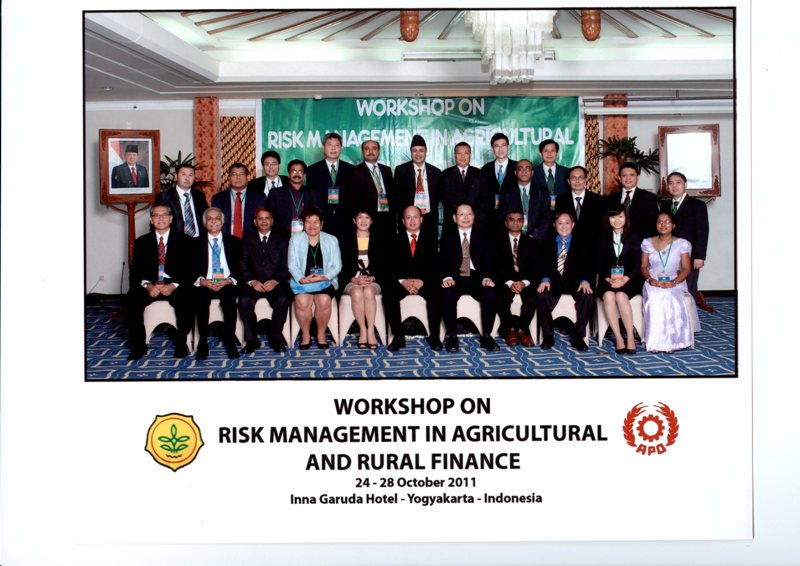 WORKSHOP ON
RISK MANAGEMENT IN AGRICULTURAL
WORKSHOP ON
RISK MANAGEMENT IN AGRICULTURAL
AND RURAL FINANCE
24 - 28 October 2011
Inna Garuda Hotel - Yogyakarta - Indonesia
APO